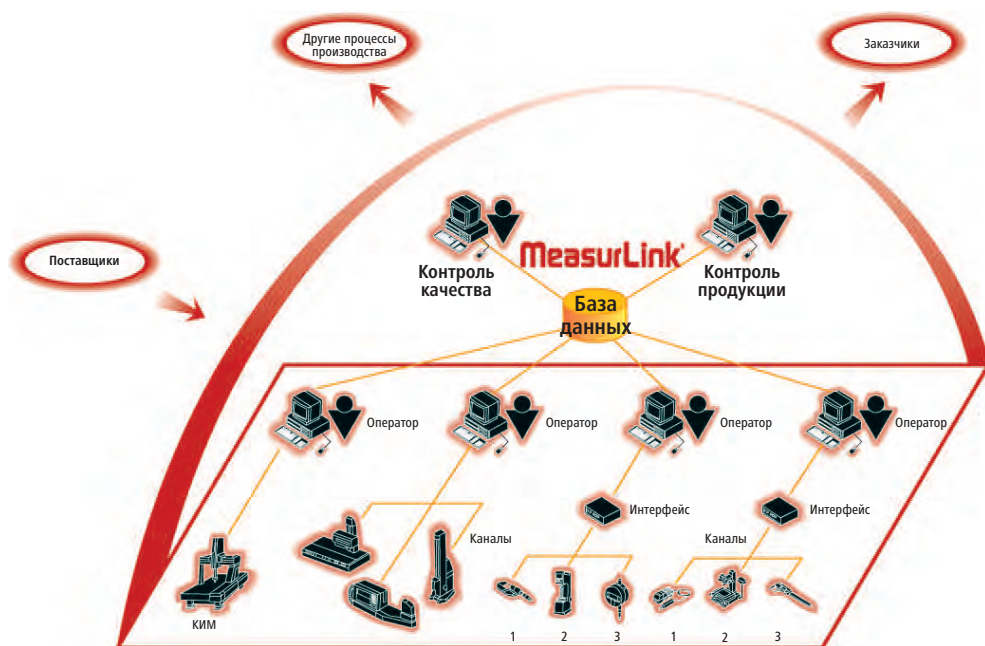 Другие процессы
производства
Заказчики
Поставщики
MeasurLink®
Контроль
качества
Контроль
продукции
База
данных
Оператор
Оператор
Оператор
Оператор
Интерфейс
Интерфейс
Каналы
Каналы
КИМ
1
2
3
1
2
3